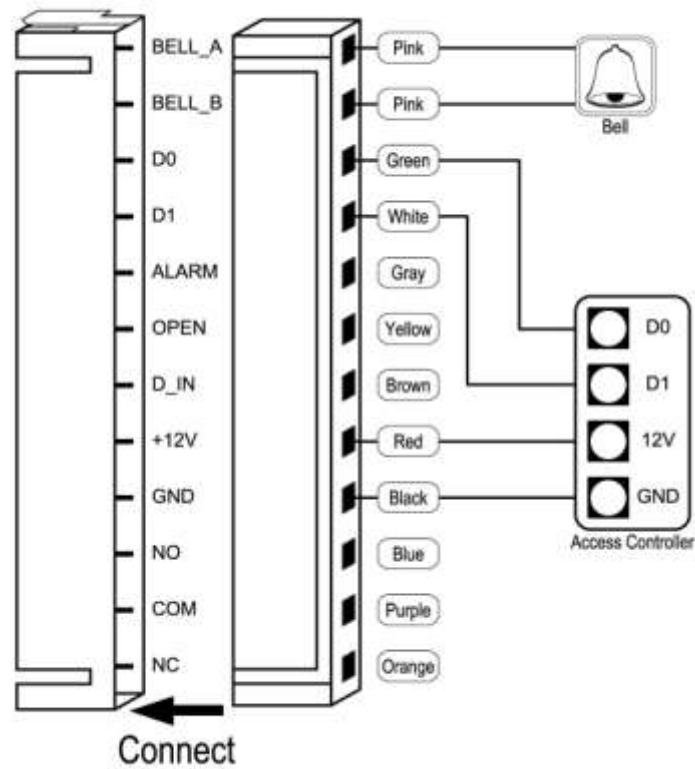 BELL_A
Pink
BELL_B
Pink
Bell
D0
Green
D1
White
ALARM
Gray
OPEN
Yellow
D0
D_IN
Brown
D1
+12V
Red
12V
GND
Black
GND
Access Controller
NO
Blue
COM
Purple
NC
Orange
Connect